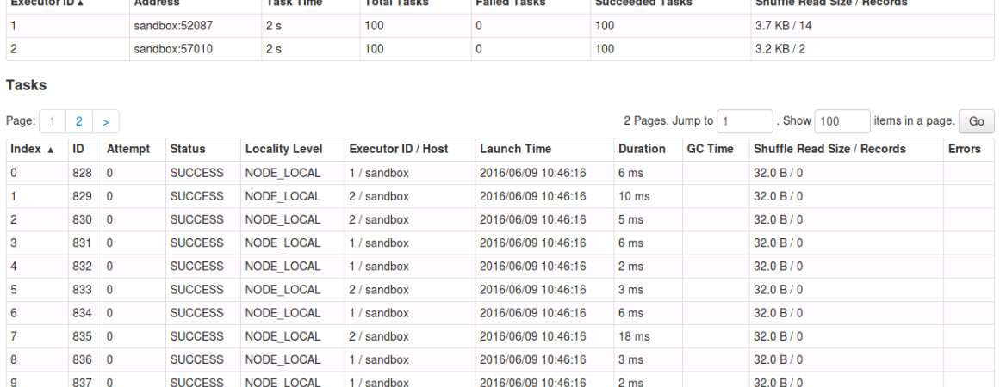 Executor ID ▲ Address Task Time Total Tasks Failed Tasks Succeeded Tasks Shuffle Read Size / Records
1 sandbox:52087 2 s 100 0 100 3.7 KB / 14
2 sandbox:57010 2 s 100 0 100 3.2 KB / 2
Tasks
Page: 1 2 > 2 Pages. Jump to 1 . Show 100 items in a page. Go
Index ▲ ID Attempt Status Locality Level Executor ID / Host Launch Time Duration GC Time Shuffle Read Size / Records Errors
0 828 0 SUCCESS NODE_LOCAL 1 / sandbox 2016/06/09 10:46:16 6 ms 32.0 B / 0
1 829 0 SUCCESS NODE_LOCAL 2 / sandbox 2016/06/09 10:46:16 10 ms 32.0 B / 0
2 830 0 SUCCESS NODE_LOCAL 2 / sandbox 2016/06/09 10:46:16 5 ms 32.0 B / 0
3 831 0 SUCCESS NODE_LOCAL 1 / sandbox 2016/06/09 10:46:16 6 ms 32.0 B / 0
4 832 0 SUCCESS NODE_LOCAL 1 / sandbox 2016/06/09 10:46:16 2 ms 32.0 B / 0
5 833 0 SUCCESS NODE_LOCAL 2 / sandbox 2016/06/09 10:46:16 3 ms 32.0 B / 0
6 834 0 SUCCESS NODE_LOCAL 1 / sandbox 2016/06/09 10:46:16 6 ms 32.0 B / 0
7 835 0 SUCCESS NODE_LOCAL 2 / sandbox 2016/06/09 10:46:16 18 ms 32.0 B / 0
8 836 0 SUCCESS NODE_LOCAL 1 / sandbox 2016/06/09 10:46:16 3 ms 32.0 B / 0
9 837 0 SUCCESS NODE_LOCAL 1 / sandbox 2016/06/09 10:46:16 2 ms 32.0 B / 0